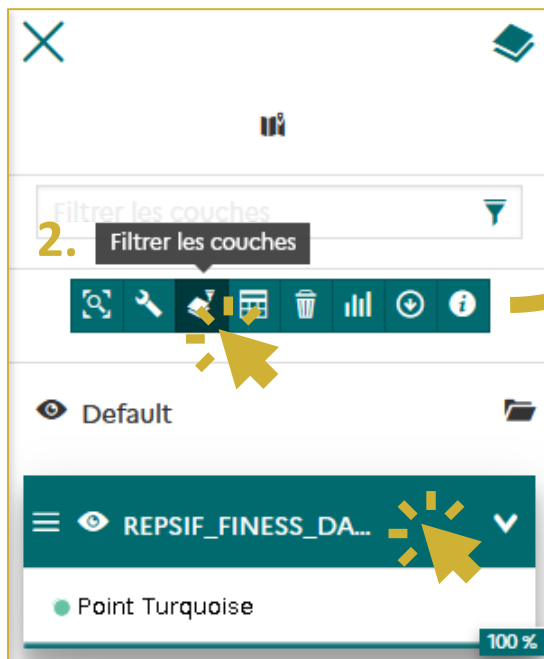 Filtrer les couches
2.
Filtrer les couches
Default
REPSIF_FINESS_DA...
Point Turquoise
100 %